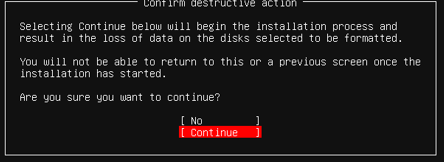 Confirm destructive action
Selecting Continue below will begin the installation process and
result in the loss of data on the disks selected to be formatted.
You will not be able to return to this or a previous screen once the
installation has started.
Are you sure you want to continue?
[ No ]
[ Continue ]